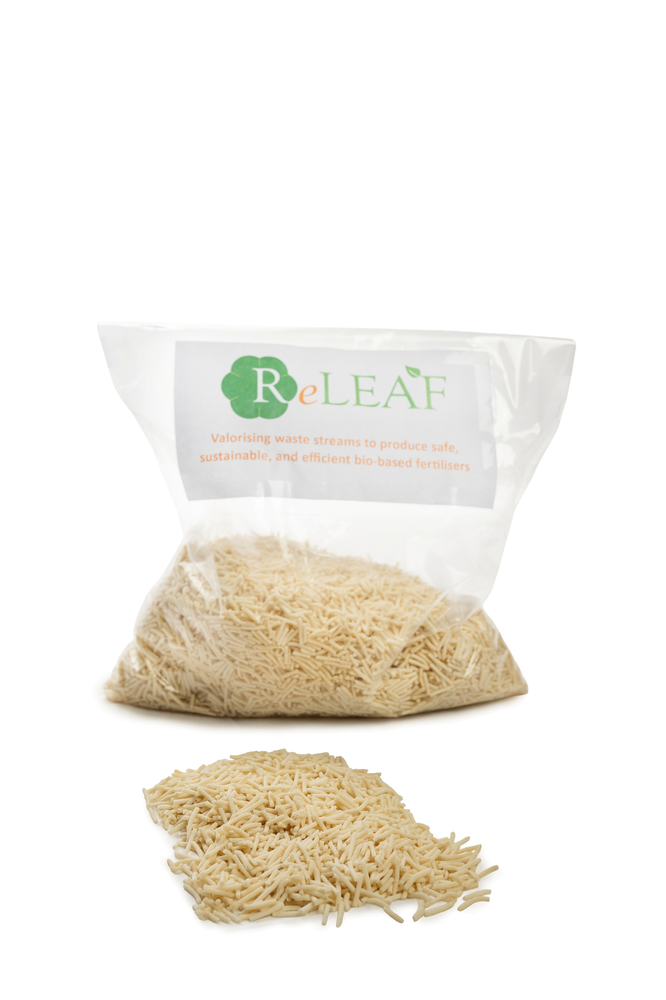 ReLEAF
Valorising waste streams to produce safe,
sustainable, and efficient bio-based fertilisers